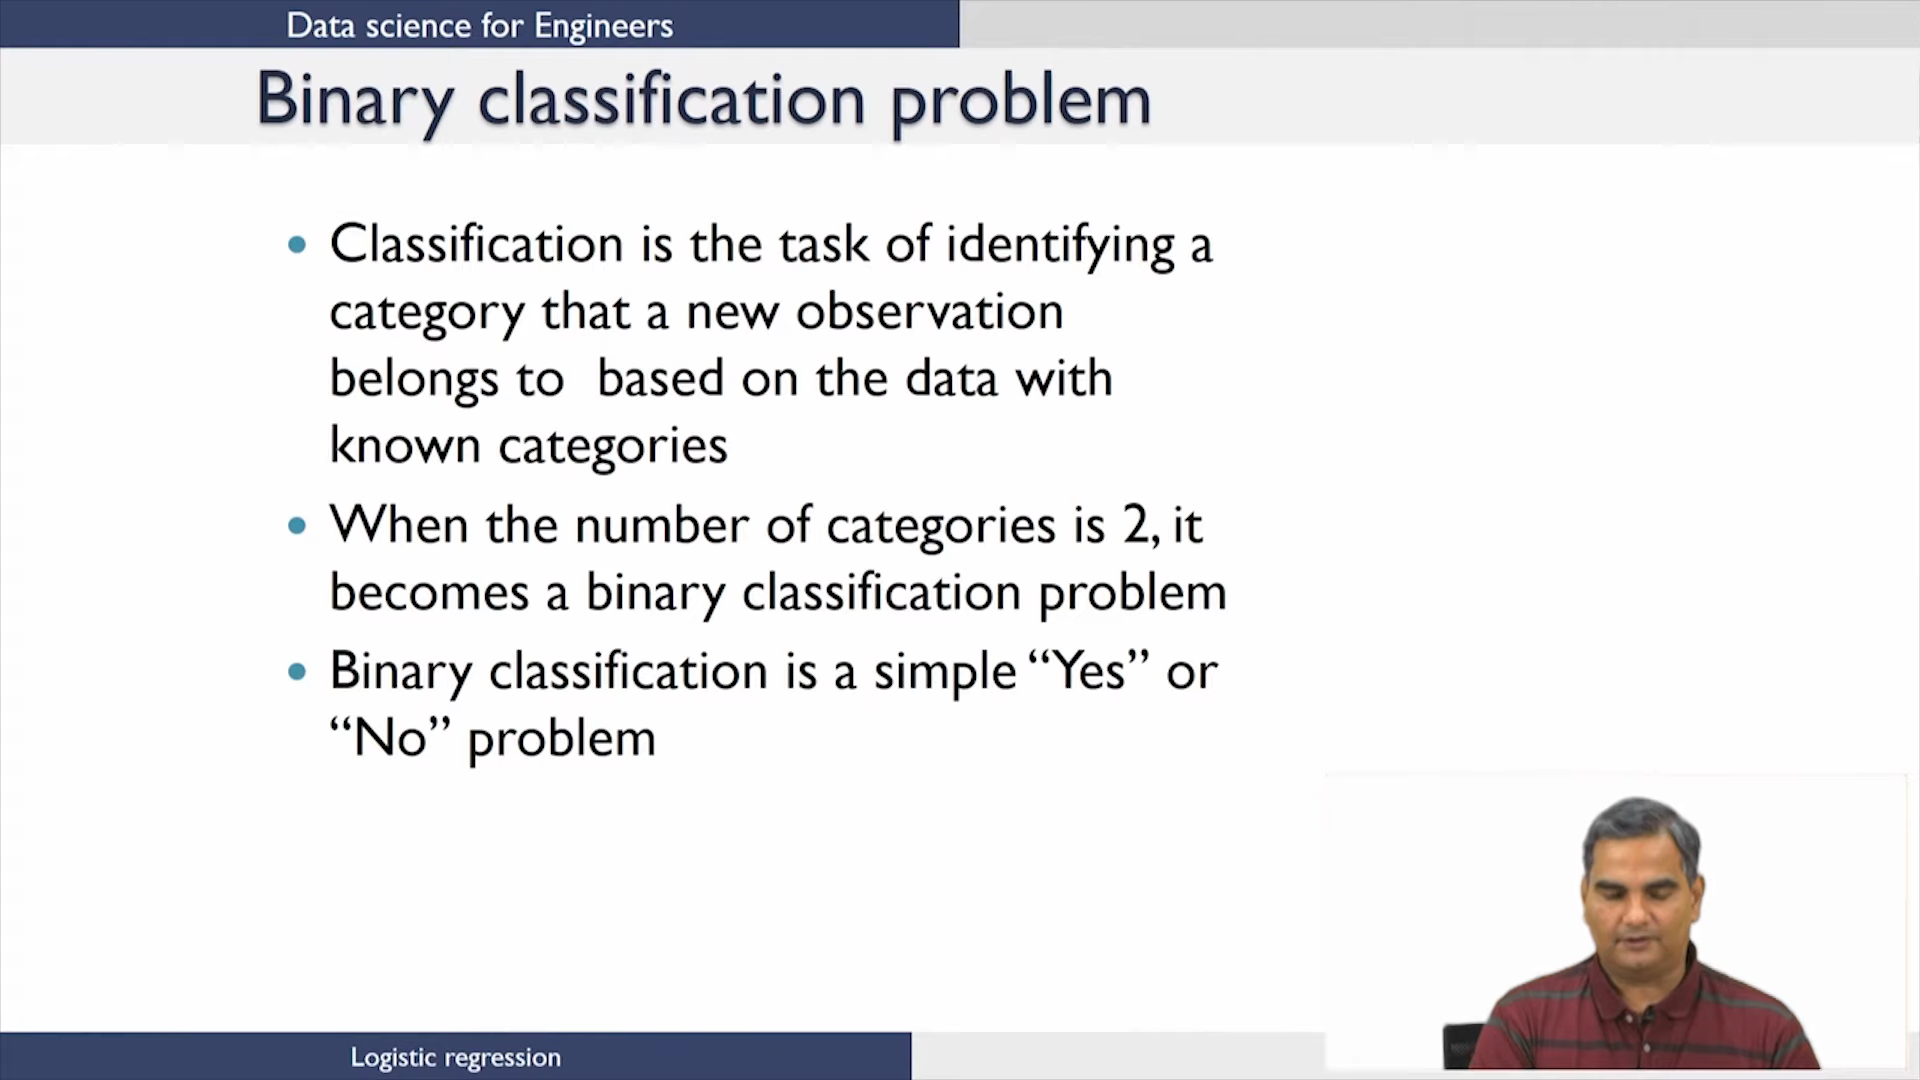 Data science for Engineers
Binary classification problem
• Classification is the task of identifying a
category that a new observation
belongs to  based on the data with
known categories
• When the number of categories is 2, it
becomes a binary classification problem
• Binary classification is a simple “Yes” or
“No” problem
Logistic regression